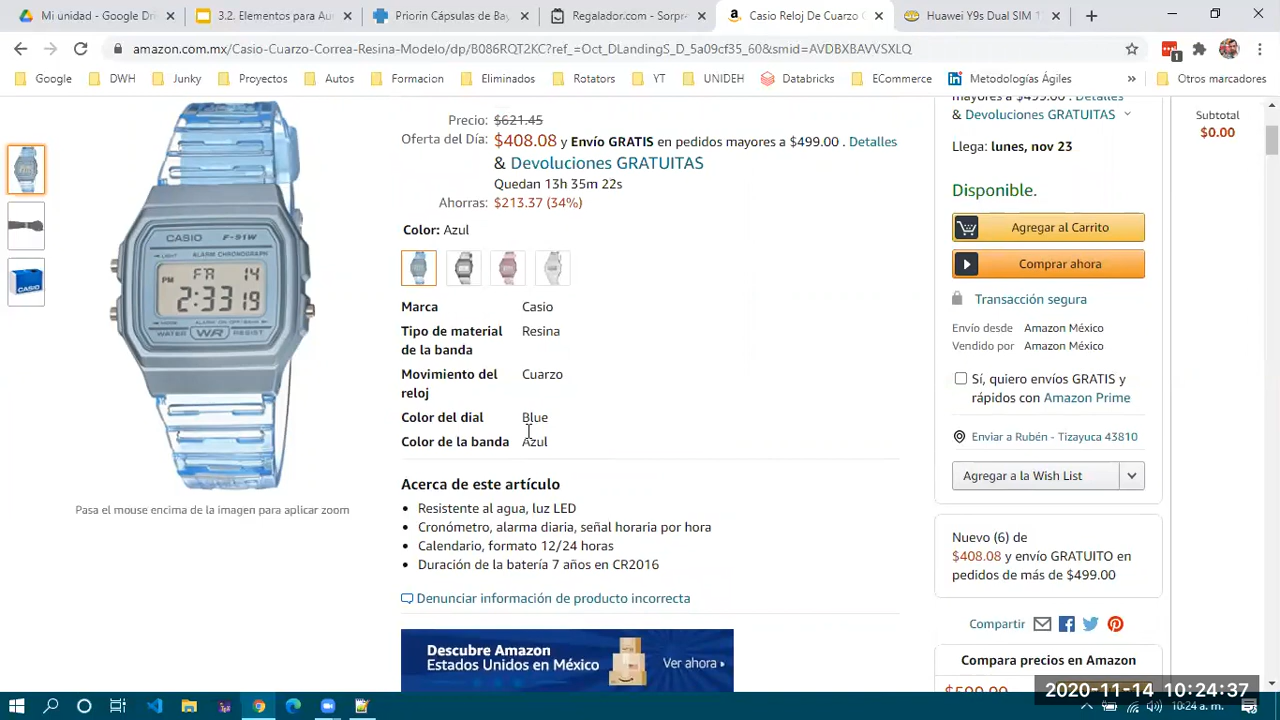 Mi unidad - Google Drive
3.2. Elementos para Au
Priorín Cápsulas de Bay
Regalador.com - Sorpr
Casio Reloj De Cuarzo C
Huawei Y9s Dual SIM 1
amazon.com.mx/Casio-Cuarzo-Correa-Resina-Modelo/dp/B086RQT2KC?ref_=Oct_DLandingS_D_5a09cf35_60&smid=AVDBXBAVVSXLQ
1
Google DWH Junky Proyectos Autos Formacion Eliminados Rotators YT UNIDEH Databricks ECommerce Metodologías Ágiles » Otros marcadores
CASIO F-91W
LIGHT ALARM CHRONOGRAPH
FR 14
PM 2:33 19
MODE ALARM ON·OFF/24HR
WATER WR RESIST
CASIO
Pasa el mouse encima de la imagen para aplicar zoom
Precio: $621.45
Oferta del Día: $408.08 y Envío GRATIS en pedidos mayores a $499.00 . Detalles
& Devoluciones GRATUITAS
Quedan 13h 35m 22s
Ahorras: $213.37 (34%)
Color: Azul
Marca Casio
Tipo de material de la banda Resina
Movimiento del reloj Cuarzo
Color del dial Blue
Color de la banda Azul
Acerca de este artículo
• Resistente al agua, luz LED
• Cronómetro, alarma diaria, señal horaria por hora
• Calendario, formato 12/24 horas
• Duración de la batería 7 años en CR2016
Denunciar información de producto incorrecta
Descubre Amazon
Estados Unidos en México
Ver ahora ▸
mayores a $499.00 . Detalles
& Devoluciones GRATUITAS
Llega: lunes, nov 23
Disponible.
Agregar al Carrito
Comprar ahora
Transacción segura
Envío desde Amazon México
Vendido por Amazon México
Sí, quiero envíos GRATIS y
rápidos con Amazon Prime
Enviar a Rubén - Tizayuca 43810
Agregar a la Wish List
Nuevo (6) de
$408.08 y envío GRATUITO en
pedidos de más de $499.00
Compartir
Compara precios en Amazon
Subtotal
$0.00
2020-11-14 10:24:37
10:24 a. m.